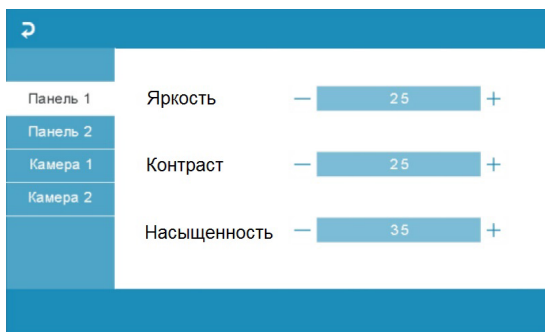 Панель 1
Панель 2
Камера 1
Камера 2
Яркость — 25 +
Контраст — 25 +
Насыщенность — 35 +